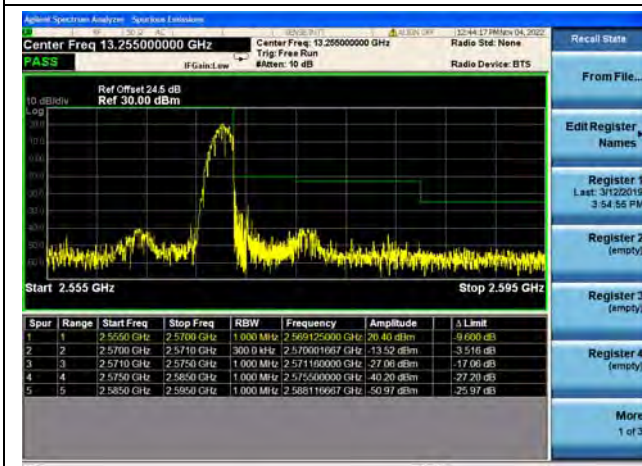 Agilent Spectrum Analyzer - Spurious Emissions
SENSE:INT
ALIGN OFF
12:44:17 PM Nov 04, 2022
Center Freq 13.255000000 GHz
Center Freq: 13.255000000 GHz
Radio Std: None
PASS
Trig: Free Run
IFGain:Low
#Atten: 10 dB
Radio Device: BTS
Ref Offset 24.5 dB
10 dB/div
Ref 30.00 dBm
Log
Start 2.555 GHz
Stop 2.595 GHz
Spur Range Start Freq Stop Freq RBW Frequency Amplitude Δ Limit
1 1 2.5550 GHz 2.5700 GHz 1.000 MHz 2.569125000 GHz 20.40 dBm -9.600 dB
2 2 2.5700 GHz 2.5710 GHz 300.0 kHz 2.570001667 GHz -13.52 dBm -3.516 dB
3 3 2.5710 GHz 2.5750 GHz 1.000 MHz 2.571160000 GHz -27.06 dBm -17.06 dB
4 4 2.5750 GHz 2.5850 GHz 1.000 MHz 2.575500000 GHz -40.20 dBm -27.20 dB
5 5 2.5850 GHz 2.5950 GHz 1.000 MHz 2.588116667 GHz -50.97 dBm -25.97 dB
Recall State
From File...
Edit Register
Names
Register 1
Last: 3/12/2019
3:54:55 PM
Register 2
(empty)
Register 3
(empty)
Register 4
(empty)
More
1 of 3